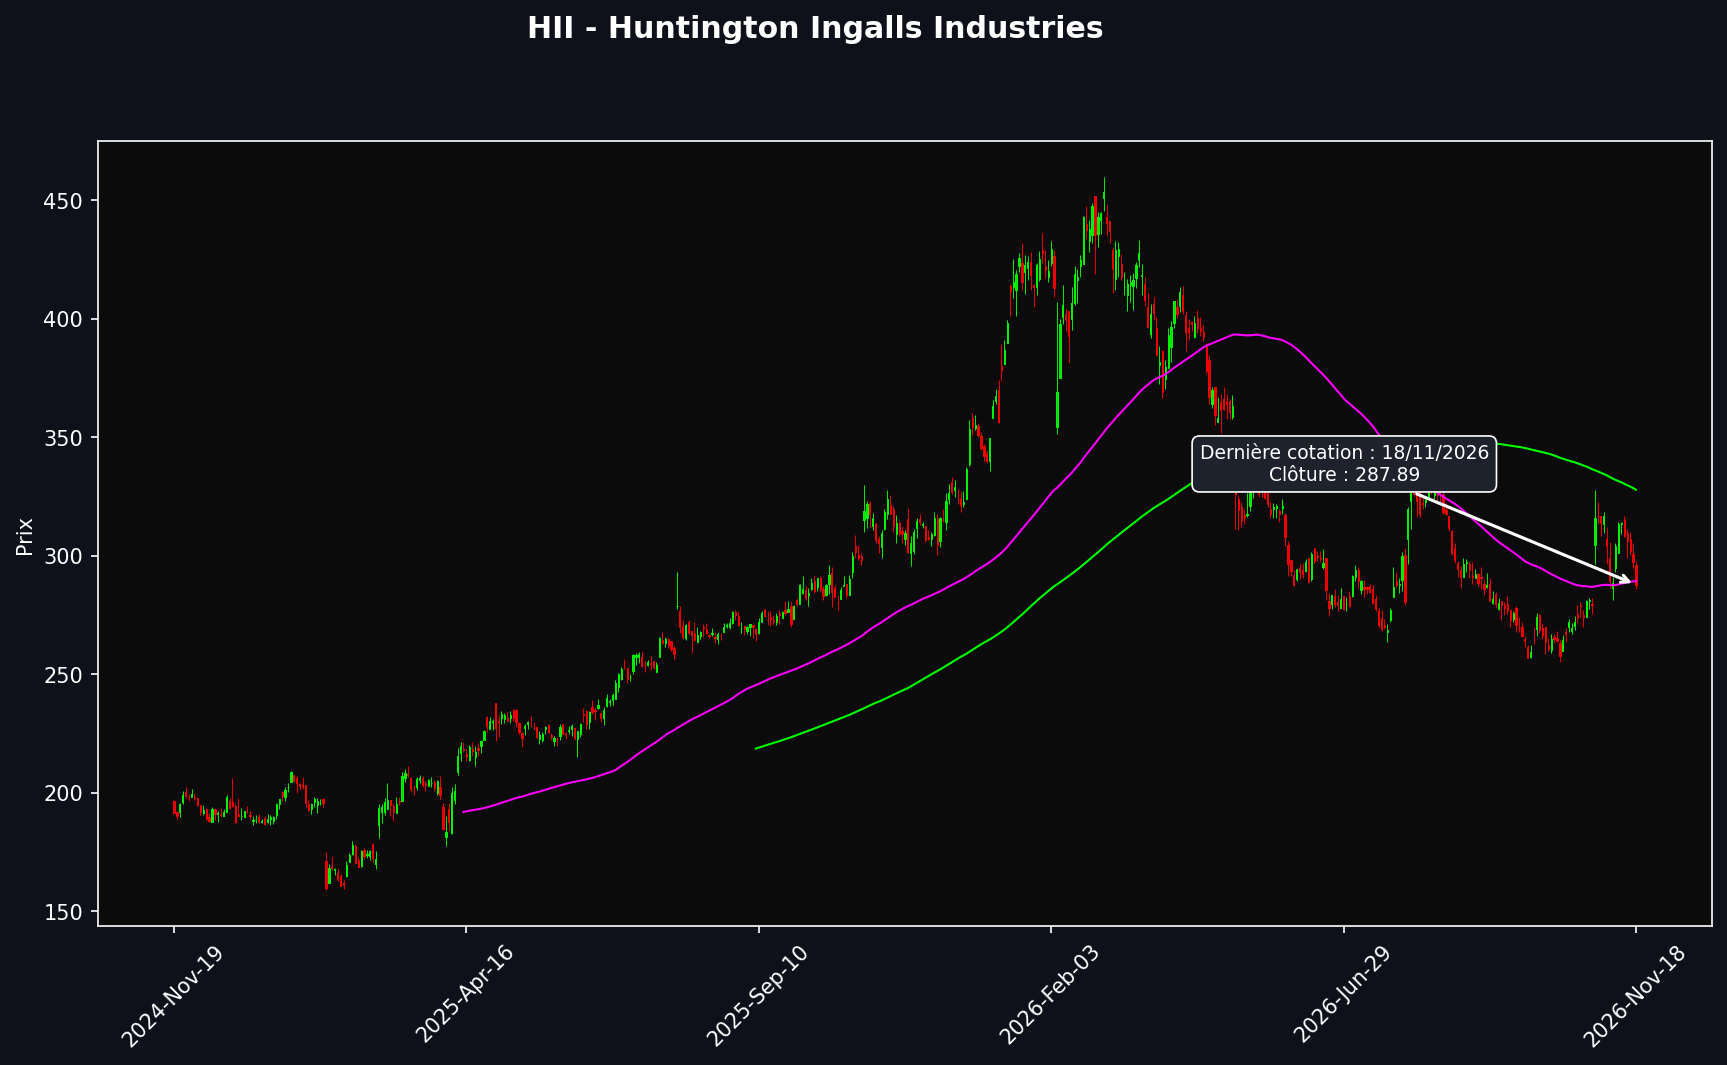 HII - Huntington Ingalls Industries
Prix
450
400
350
300
250
200
150
Dernière cotation : 18/11/2026
Clôture : 287.89
2024-Nov-19
2025-Apr-16
2025-Sep-10
2026-Feb-03
2026-Jun-29
2026-Nov-18